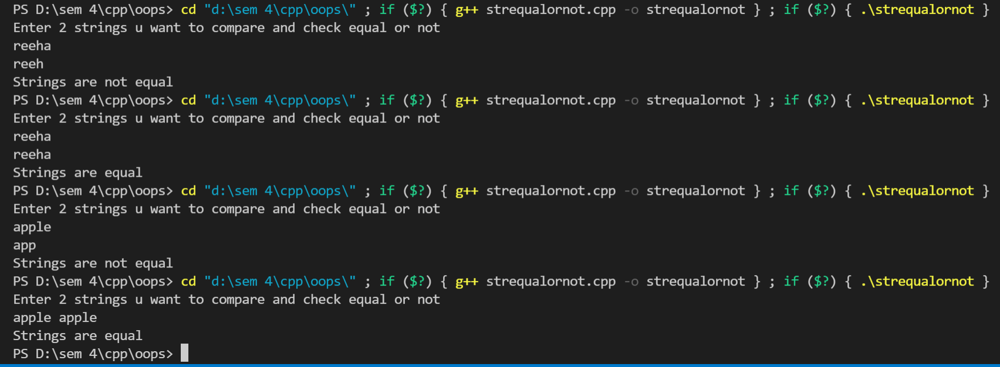 PS D:\sem 4\cpp\oops> cd "d:\sem 4\cpp\oops\" ; if ($?) { g++ strequalornot.cpp -o strequalornot } ; if ($?) { .\strequalornot }
Enter 2 strings u want to compare and check equal or not
reeha
reeh
Strings are not equal
PS D:\sem 4\cpp\oops> cd "d:\sem 4\cpp\oops\" ; if ($?) { g++ strequalornot.cpp -o strequalornot } ; if ($?) { .\strequalornot }
Enter 2 strings u want to compare and check equal or not
reeha
reeha
Strings are equal
PS D:\sem 4\cpp\oops> cd "d:\sem 4\cpp\oops\" ; if ($?) { g++ strequalornot.cpp -o strequalornot } ; if ($?) { .\strequalornot }
Enter 2 strings u want to compare and check equal or not
apple
app
Strings are not equal
PS D:\sem 4\cpp\oops> cd "d:\sem 4\cpp\oops\" ; if ($?) { g++ strequalornot.cpp -o strequalornot } ; if ($?) { .\strequalornot }
Enter 2 strings u want to compare and check equal or not
apple apple
Strings are equal
PS D:\sem 4\cpp\oops>